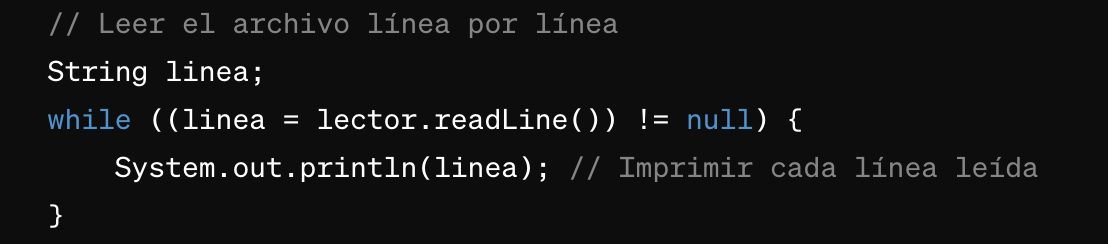 // Leer el archivo línea por línea
String linea;
while ((linea = lector.readLine()) != null) {
    System.out.println(linea); // Imprimir cada línea leída
}